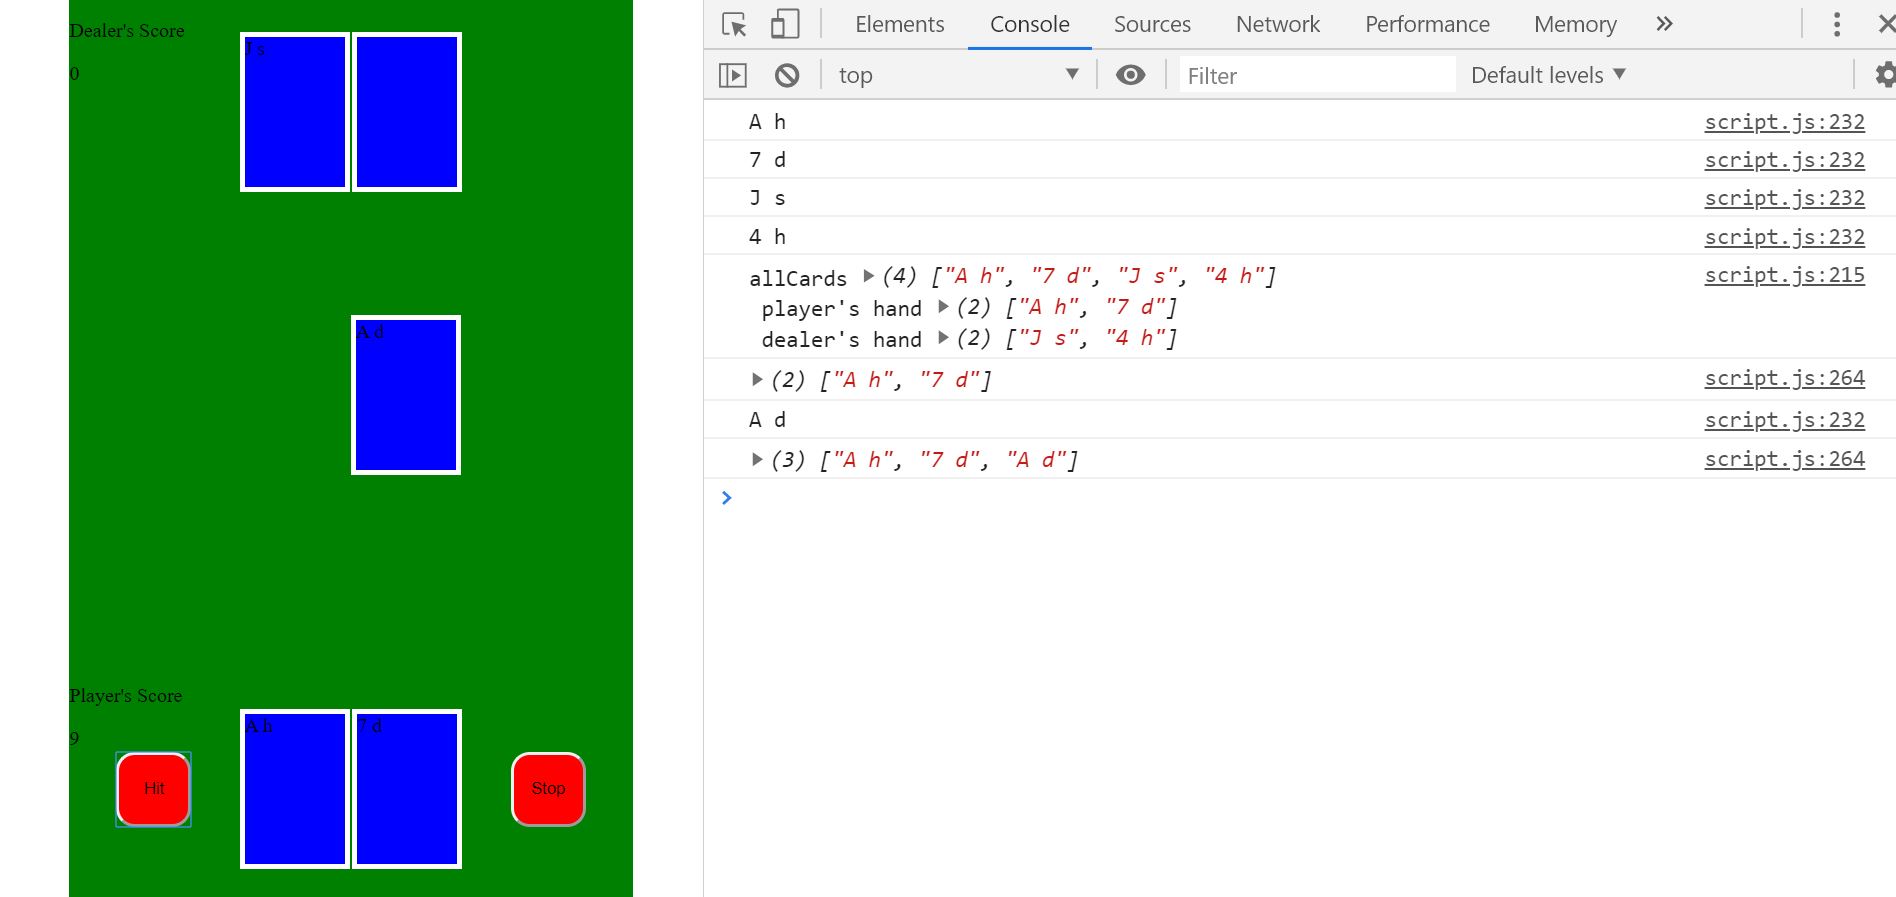 Dealer's Score
0
J s
A d
Player's Score
9
A h
7 d
Hit
Stop
Elements Console Sources Network Performance Memory
top Filter Default levels
A h script.js:232
7 d script.js:232
J s script.js:232
4 h script.js:232
allCards (4) ["A h", "7 d", "J s", "4 h"] script.js:215
player's hand (2) ["A h", "7 d"]
dealer's hand (2) ["J s", "4 h"]
(2) ["A h", "7 d"] script.js:264
A d script.js:232
(3) ["A h", "7 d", "A d"] script.js:264